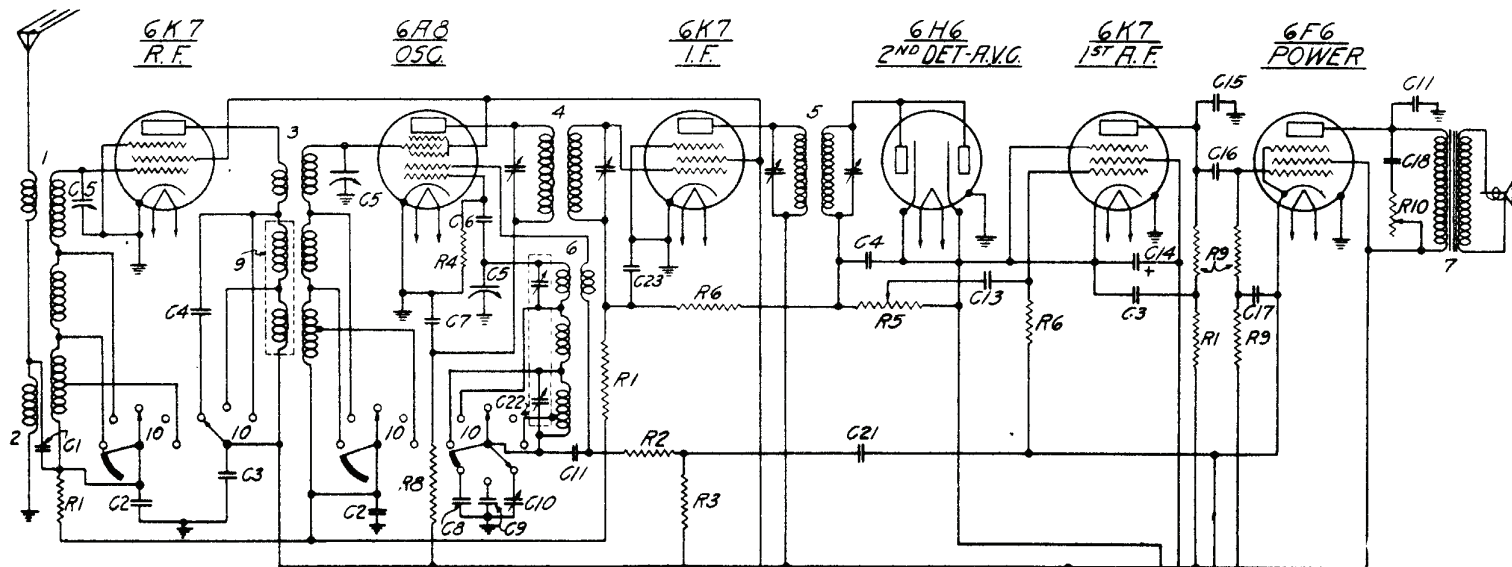 6K7
R.F.
6A8
OSC.
6K7
I.F.
6H6
2ND DET-A.V.C.
6K7
1ST A.F.
6F6
POWER
C15
C11
1
3
4
5
C5
C5
C6
C16
C18
R10
R4
C5
6
9
C4
C23
C4
C14
+
R9
7
C4
C7
R6
R5
C13
R6
C3
R1
C17
R9
R1
2
C1
10
10
10
C22
10
R2
C21
C11
R1
C2
C3
C2
R8
C8
C9
C10
R3